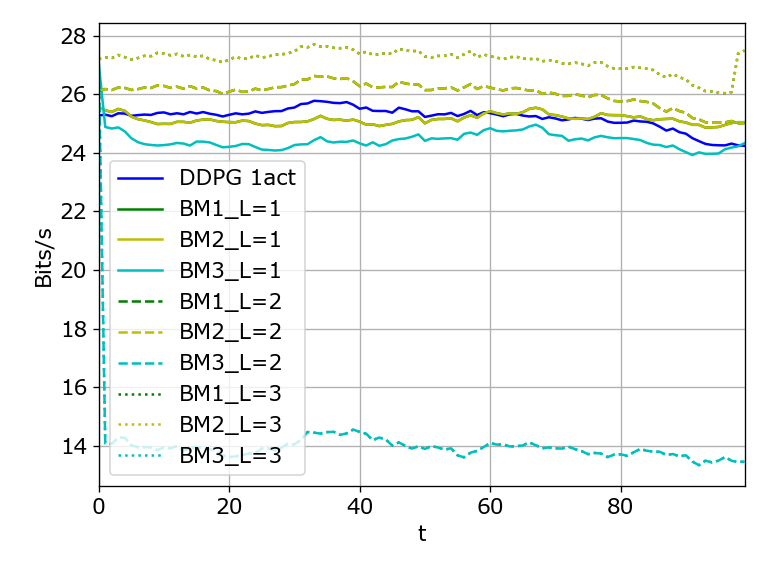 28
26
24
22
20
18
16
14
Bits/s
DDPG 1act
BM1_L=1
BM2_L=1
BM3_L=1
BM1_L=2
BM2_L=2
BM3_L=2
BM1_L=3
BM2_L=3
BM3_L=3
0 20 40 60 80
t